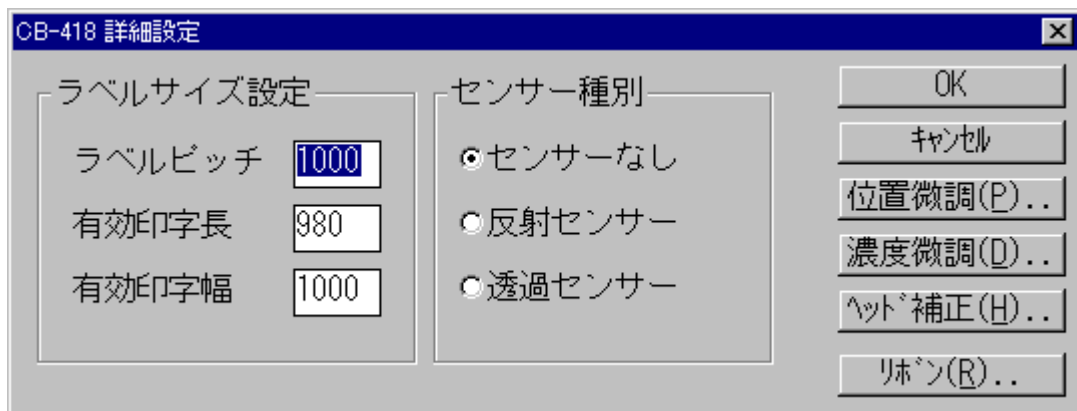 CB-418 詳細設定
ラベルサイズ設定
ラベルピッチ 1000
有効印字長 980
有効印字幅 1000
センサー種別
センサーなし
反射センサー
透過センサー
OK
ｷｬﾝｾﾙ
位置微調(P)..
濃度微調(D)..
ﾍｯﾄﾞ補正(H)..
ﾘﾎﾞﾝ(R)..